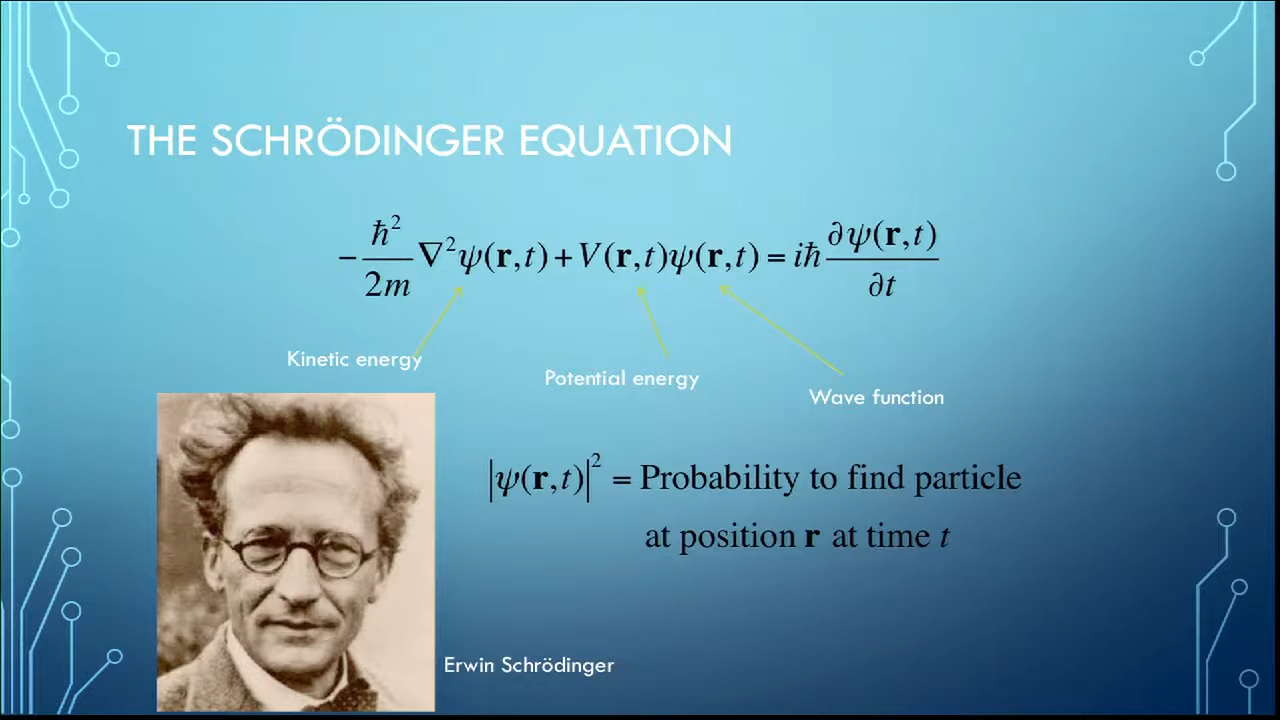 THE SCHRÖDINGER EQUATION
−ħ²/2m ∇²ψ(r,t) + V(r,t)ψ(r,t) = iħ ∂ψ(r,t)/∂t
Kinetic energy
Potential energy
Wave function
|ψ(r,t)|² = Probability to find particle
at position r at time t
Erwin Schrödinger